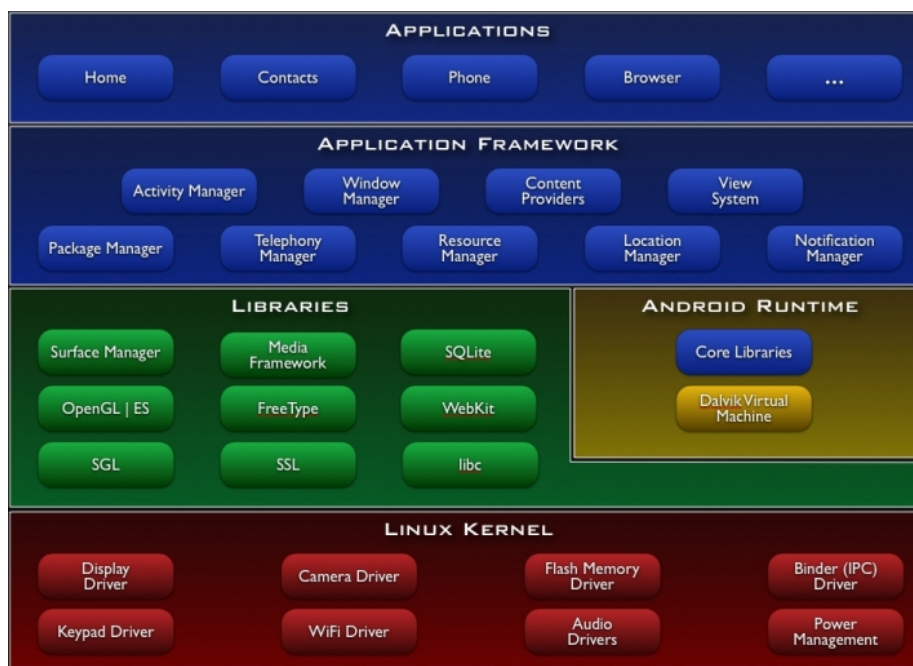 APPLICATIONS
Home
Contacts
Phone
Browser
...
APPLICATION FRAMEWORK
Activity Manager
Window
Manager
Content
Providers
View
System
Package Manager
Telephony
Manager
Resource
Manager
Location
Manager
Notification
Manager
LIBRARIES
Surface Manager
Media
Framework
SQLite
OpenGL | ES
FreeType
WebKit
SGL
SSL
libc
ANDROID RUNTIME
Core Libraries
Dalvik Virtual
Machine
LINUX KERNEL
Display
Driver
Camera Driver
Flash Memory
Driver
Binder (IPC)
Driver
Keypad Driver
WiFi Driver
Audio
Drivers
Power
Management